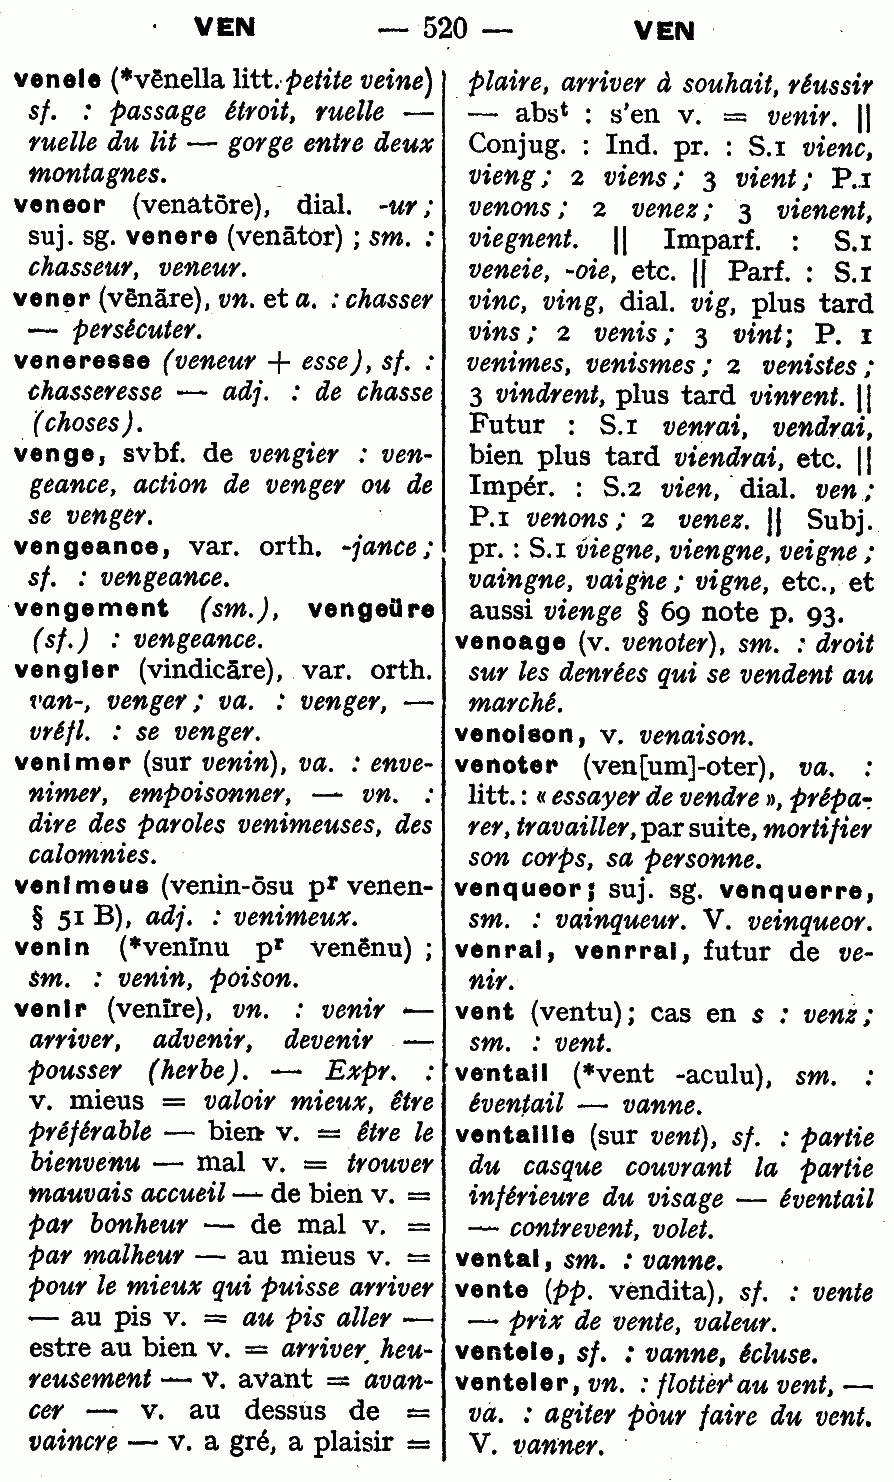 VEN — 520 — VEN
venele (*vēnella litt. petite veine)
sf. : passage étroit, ruelle —
ruelle du lit — gorge entre deux
montagnes.
veneor (venātōre), dial. -ur ;
suj. sg. venere (venātor) ; sm. :
chasseur, veneur.
vener (vēnāre), vn. et a. : chasser
— persécuter.
veneresse (veneur + esse), sf. :
chasseresse — adj. : de chasse
(choses).
venge, svbf. de vengier : ven-
geance, action de venger ou de
se venger.
vengeance, var. orth. -jance ;
sf. : vengeance.
vengement (sm.), vengeüre
(sf.) : vengeance.
vengier (vindicāre), var. orth.
van-, venger ; va. : venger, —
vréfl. : se venger.
venimer (sur venin), va. : enve-
nimer, empoisonner, — vn. :
dire des paroles venimeuses, des
calomnies.
venimeus (venin-ōsu pr venen-
§ 51 B), adj. : venimeux.
venin (*venīnu pr venēnu) ;
sm. : venin, poison.
venir (venīre), vn. : venir —
arriver, advenir, devenir —
pousser (herbe). — Expr. :
v. mieus = valoir mieux, être
préférable — bien v. = être le
bienvenu — mal v. = trouver
mauvais accueil — de bien v. =
par bonheur — de mal v. =
par malheur — au mieus v. =
pour le mieux qui puisse arriver
— au pis v. = au pis aller —
estre au bien v. = arriver heu-
reusement — v. avant = avan-
cer — v. au dessus de =
vaincre — v. a gré, a plaisir =
plaire, arriver à souhait, réussir
— abst : s'en v. = venir. ||
Conjug. : Ind. pr. : S.1 vienc,
vieng ; 2 viens ; 3 vient ; P.1
venons ; 2 venez ; 3 vienent,
viegnent. || Imparf. : S.1
veneie, -oie, etc. || Parf. : S.1
vinc, ving, dial. vig, plus tard
vins ; 2 venis ; 3 vint ; P. 1
venimes, venismes ; 2 venistes ;
3 vindrent, plus tard vinrent. ||
Futur : S.1 venrai, vendrai,
bien plus tard viendrai, etc. ||
Impér. : S.2 vien, dial. ven ;
P.1 venons ; 2 venez. || Subj.
pr. : S.1 viegne, viengne, veigne ;
vaingne, vaigne ; vigne, etc., et
aussi vienge § 69 note p. 93.
venoage (v. venoter), sm. : droit
sur les denrées qui se vendent au
marché.
venoison, v. venaison.
venoter (ven[um]-oter), va. :
litt. : « essayer de vendre », prépa-
rer, travailler, par suite, mortifier
son corps, sa personne.
venqueor ; suj. sg. venquerre,
sm. : vainqueur. V. veinqueor.
venrai, venrrai, futur de ve-
nir.
vent (ventu) ; cas en s : venz ;
sm. : vent.
ventail (*vent -aculu), sm. :
éventail — vanne.
ventaille (sur vent), sf. : partie
du casque couvrant la partie
inférieure du visage — éventail
— contrevent, volet.
vental, sm. : vanne.
vente (pp. vendita), sf. : vente
— prix de vente, valeur.
ventele, sf. : vanne, écluse.
venteler, vn. : flotter au vent, —
va. : agiter pour faire du vent.
V. vanner.